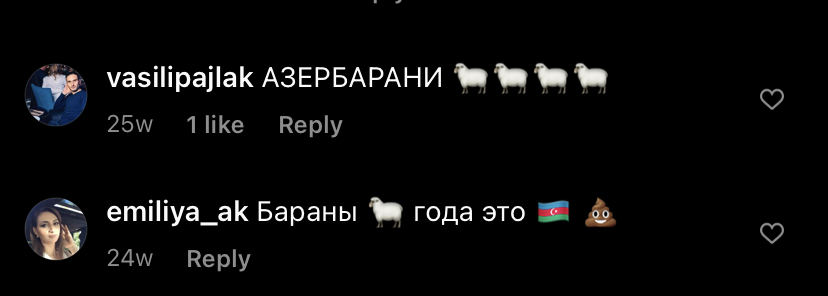 vasilipajlak АЗЕРБАРАНИ 🐑🐑🐑🐑
25w 1 like Reply
emiliya_ak Бараны 🐑 года это 🇦🇿 💩
24w Reply